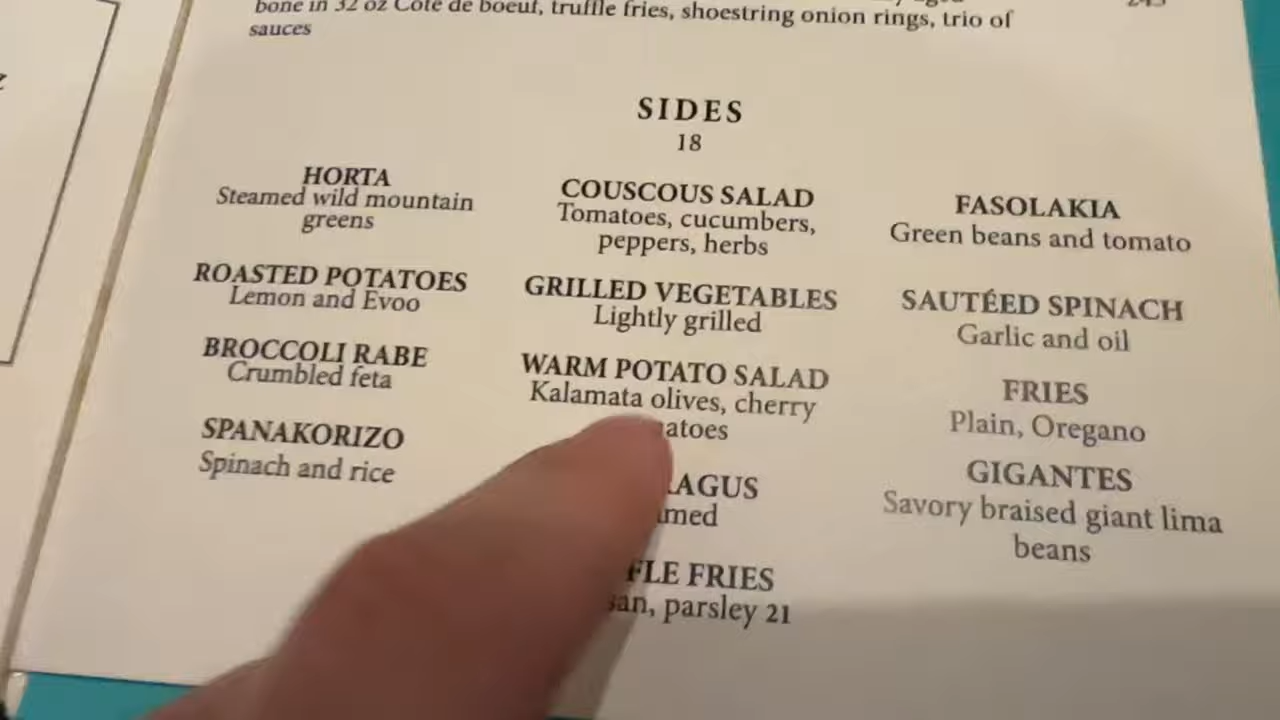 bone in 32 oz Cote de boeuf, truffle fries, shoestring onion rings, trio of
sauces
SIDES
18
HORTA
Steamed wild mountain
greens
ROASTED POTATOES
Lemon and Evoo
BROCCOLI RABE
Crumbled feta
SPANAKORIZO
Spinach and rice
COUSCOUS SALAD
Tomatoes, cucumbers,
peppers, herbs
GRILLED VEGETABLES
Lightly grilled
WARM POTATO SALAD
Kalamata olives, cherry
parsley 21
FRIES
FASOLAKIA
Green beans and tomato
SAUTÉED SPINACH
Garlic and oil
FRIES
Plain, Oregano
GIGANTES
Savory braised giant lima
beans